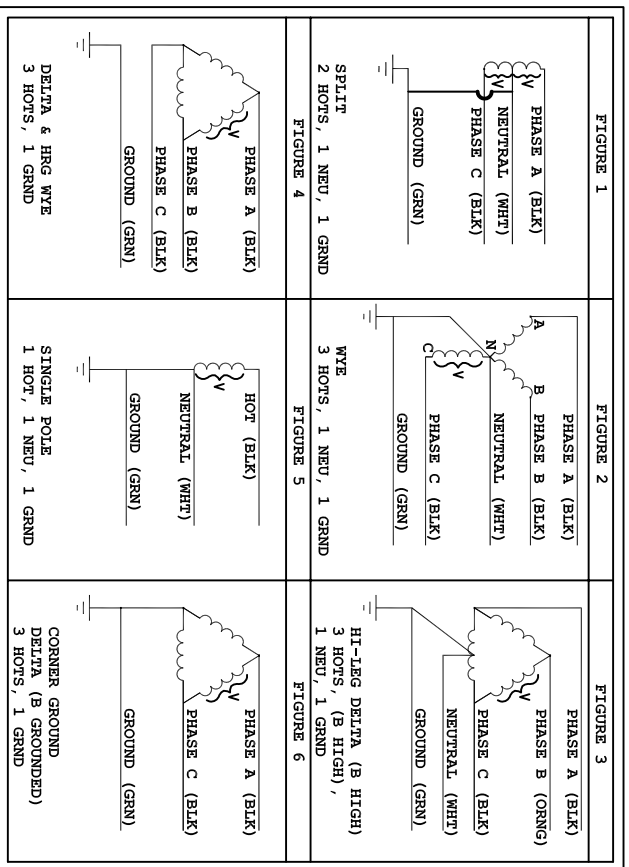 FIGURE 1
PHASE A (BLK)
NEUTRAL (WHT)
PHASE C (BLK)
GROUND (GRN)
V
V
SPLIT
2 HOTS, 1 NEU, 1 GRND
FIGURE 2
PHASE A (BLK)
PHASE B (BLK)
NEUTRAL (WHT)
PHASE C (BLK)
GROUND (GRN)
A
B
N
C
V
WYE
3 HOTS, 1 NEU, 1 GRND
FIGURE 3
PHASE A (BLK)
PHASE B (ORNG)
PHASE C (BLK)
NEUTRAL (WHT)
GROUND (GRN)
V
HI-LEG DELTA (B HIGH)
3 HOTS, (B HIGH),
1 NEU, 1 GRND
FIGURE 4
PHASE A (BLK)
PHASE B (BLK)
PHASE C (BLK)
GROUND (GRN)
V
DELTA & HRG WYE
3 HOTS, 1 GRND
FIGURE 5
HOT (BLK)
NEUTRAL (WHT)
GROUND (GRN)
V
SINGLE POLE
1 HOT, 1 NEU, 1 GRND
FIGURE 6
PHASE A (BLK)
PHASE C (BLK)
GROUND (GRN)
V
CORNER GROUND
DELTA (B GROUNDED)
3 HOTS, 1 GRND